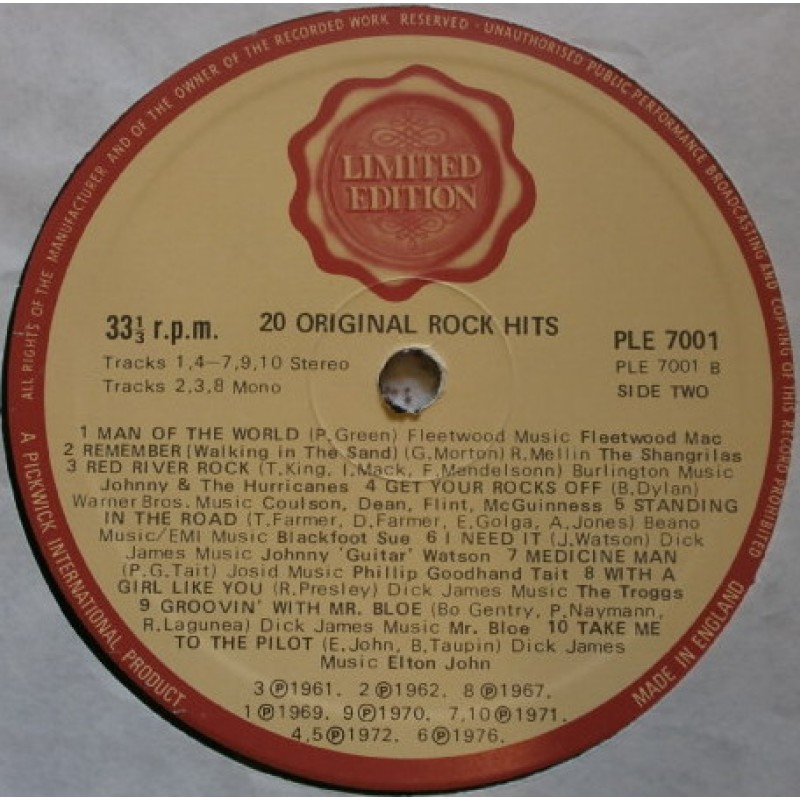 ALL RIGHTS OF THE MANUFACTURER AND OF THE OWNER OF THE RECORDED WORK RESERVED - UNAUTHORISED PUBLIC PERFORMANCE BROADCASTING AND COPYING OF THIS RECORD PROHIBITED
LIMITED
EDITION
33⅓ r.p.m.
20 ORIGINAL ROCK HITS
PLE 7001
Tracks 1,4–7,9,10 Stereo
PLE 7001 B
Tracks 2,3,8 Mono
SIDE TWO
1 MAN OF THE WORLD (P.Green) Fleetwood Music Fleetwood Mac
2 REMEMBER (Walking in The Sand) (G.Morton) R.Mellin The Shangrilas
3 RED RIVER ROCK (T.King, I.Mack, F.Mendelsonn) Burlington Music
Johnny & The Hurricanes 4 GET YOUR ROCKS OFF (B.Dylan)
Warner Bros. Music Coulson, Dean, Flint, McGuinness 5 STANDING
IN THE ROAD (T.Farmer, D.Farmer, E.Golga, A.Jones) Beano
Music/EMI Music Blackfoot Sue 6 I NEED IT (J.Watson) Dick
James Music Johnny 'Guitar' Watson 7 MEDICINE MAN
(P.G.Tait) Josid Music Phillip Goodhand Tait 8 WITH A
GIRL LIKE YOU (R.Presley) Dick James Music The Troggs
9 GROOVIN' WITH MR. BLOE (Bo Gentry, P.Naymann,
R.Lagunea) Dick James Music Mr. Bloe 10 TAKE ME
TO THE PILOT (E.John, B.Taupin) Dick James
Music Elton John
3 ℗1961. 2 ℗1962. 8 ℗1967.
1 ℗1969. 9 ℗1970. 7,10 ℗1971.
4,5 ℗1972. 6 ℗1976.
A PICKWICK INTERNATIONAL PRODUCT.
MADE IN ENGLAND